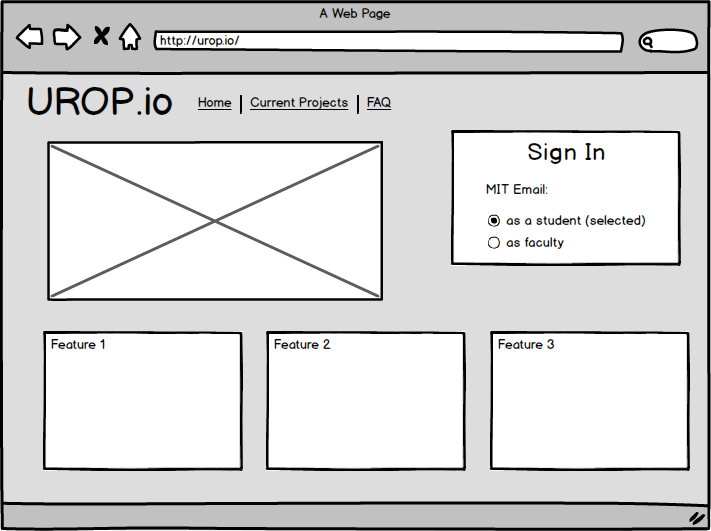 A Web Page
http://urop.io/
UROP.io
Home | Current Projects | FAQ
Sign In
MIT Email:
as a student (selected)
as faculty
Feature 1
Feature 2
Feature 3